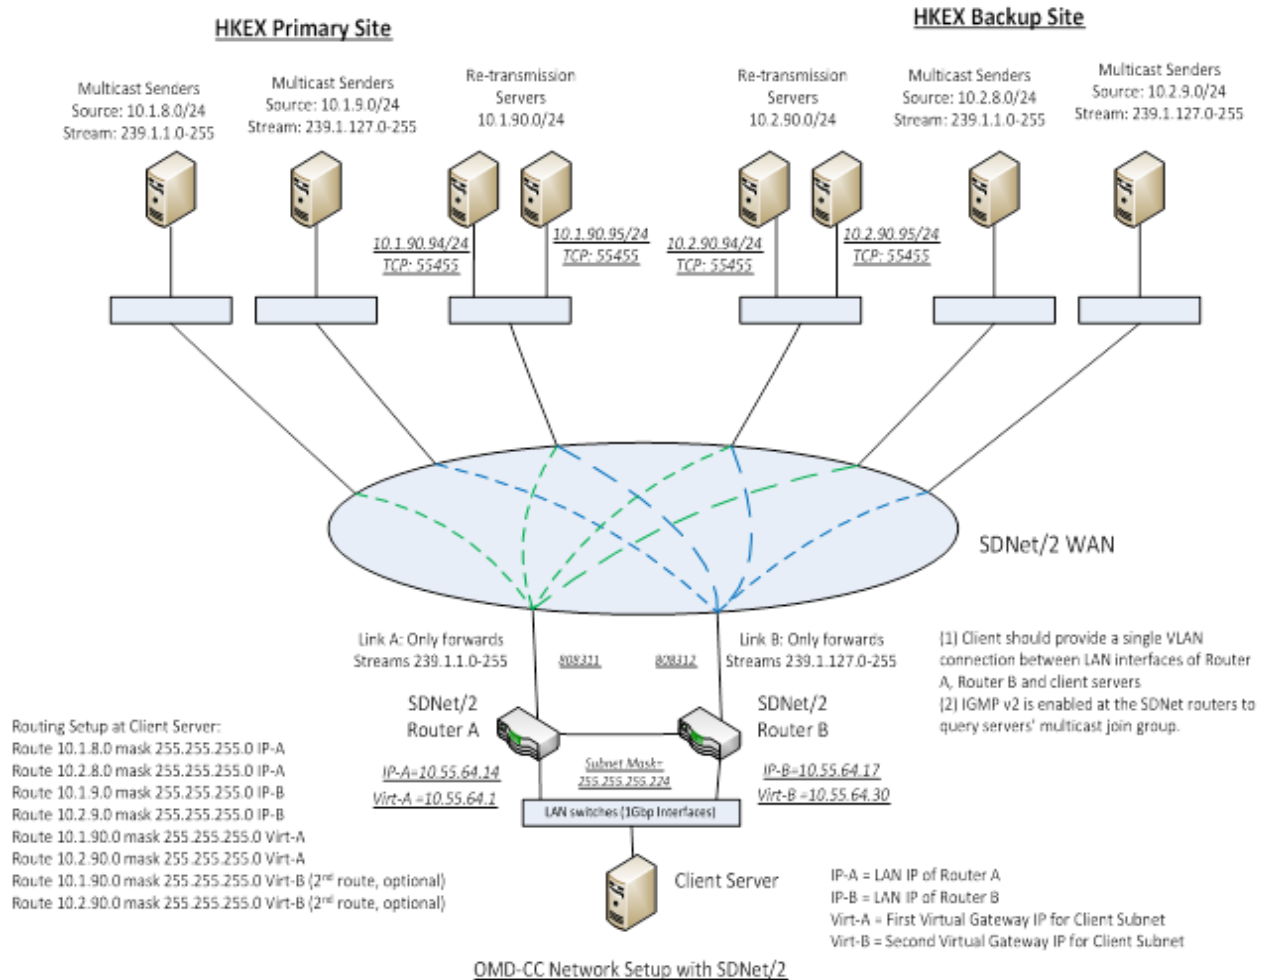 HKEX Primary Site
HKEX Backup Site
Multicast Senders
Source: 10.1.8.0/24
Stream: 239.1.1.0-255
Multicast Senders
Source: 10.1.9.0/24
Stream: 239.1.127.0-255
Re-transmission
Servers
10.1.90.0/24
Re-transmission
Servers
10.2.90.0/24
Multicast Senders
Source: 10.2.8.0/24
Stream: 239.1.1.0-255
Multicast Senders
Source: 10.2.9.0/24
Stream: 239.1.127.0-255
10.1.90.94/24
TCP: 55455
10.1.90.95/24
TCP: 55455
10.2.90.94/24
TCP: 55455
10.2.90.95/24
TCP: 55455
SDNet/2 WAN
Link A: Only forwards
Streams 239.1.1.0-255
808311
808312
Link B: Only forwards
Streams 239.1.127.0-255
(1) Client should provide a single VLAN
connection between LAN interfaces of Router
A, Router B and client servers
(2) IGMP v2 is enabled at the SDNet routers to
query servers' multicast join group.
SDNet/2
Router A
SDNet/2
Router B
IP-A=10.55.64.14
Virt-A =10.55.64.1
Subnet Mask=
255.255.255.224
IP-B=10.55.64.17
Virt-B =10.55.64.30
LAN switches (1Gbp Interfaces)
Client Server
Routing Setup at Client Server:
Route 10.1.8.0 mask 255.255.255.0 IP-A
Route 10.2.8.0 mask 255.255.255.0 IP-A
Route 10.1.9.0 mask 255.255.255.0 IP-B
Route 10.2.9.0 mask 255.255.255.0 IP-B
Route 10.1.90.0 mask 255.255.255.0 Virt-A
Route 10.2.90.0 mask 255.255.255.0 Virt-A
Route 10.1.90.0 mask 255.255.255.0 Virt-B (2nd route, optional)
Route 10.2.90.0 mask 255.255.255.0 Virt-B (2nd route, optional)
IP-A = LAN IP of Router A
IP-B = LAN IP of Router B
Virt-A = First Virtual Gateway IP for Client Subnet
Virt-B = Second Virtual Gateway IP for Client Subnet
OMD-CC Network Setup with SDNet/2